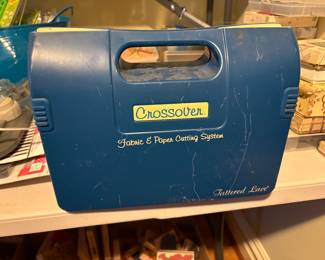 Crossover
Fabric & Paper Cutting System
Tattered Lace